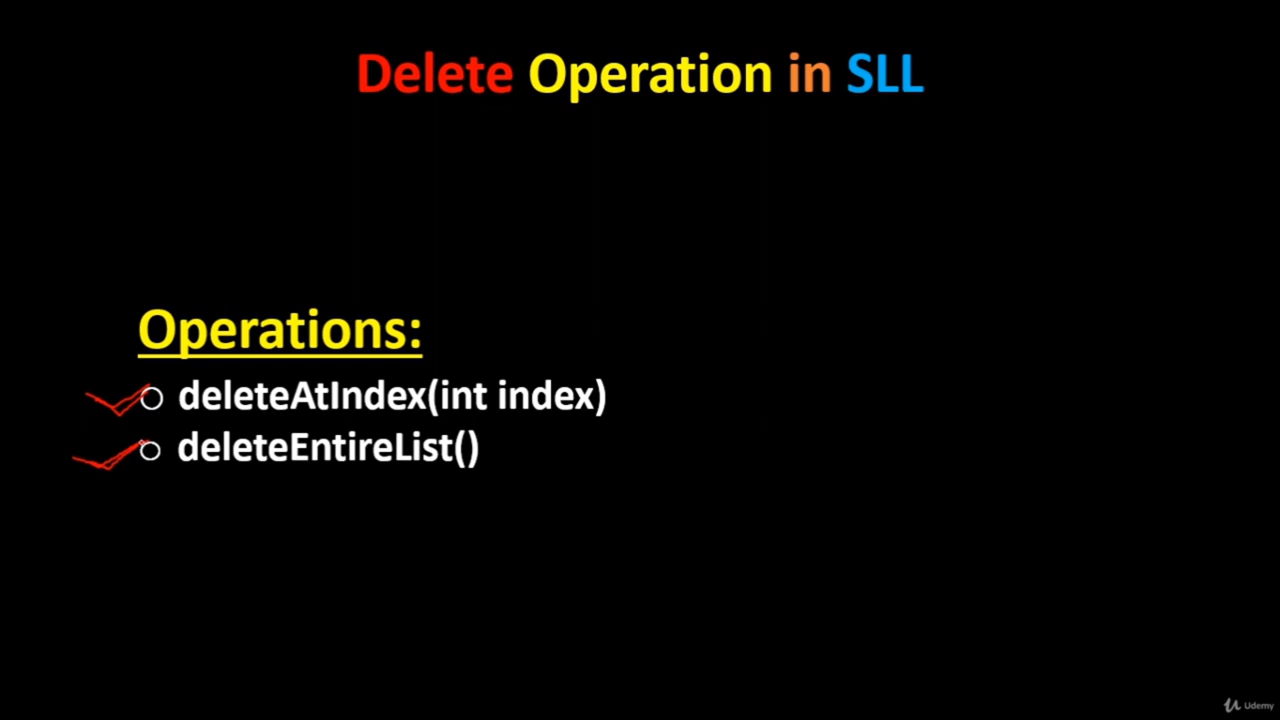 Delete Operation in SLL
Operations:
deleteAtIndex(int index)
deleteEntireList()
Udemy